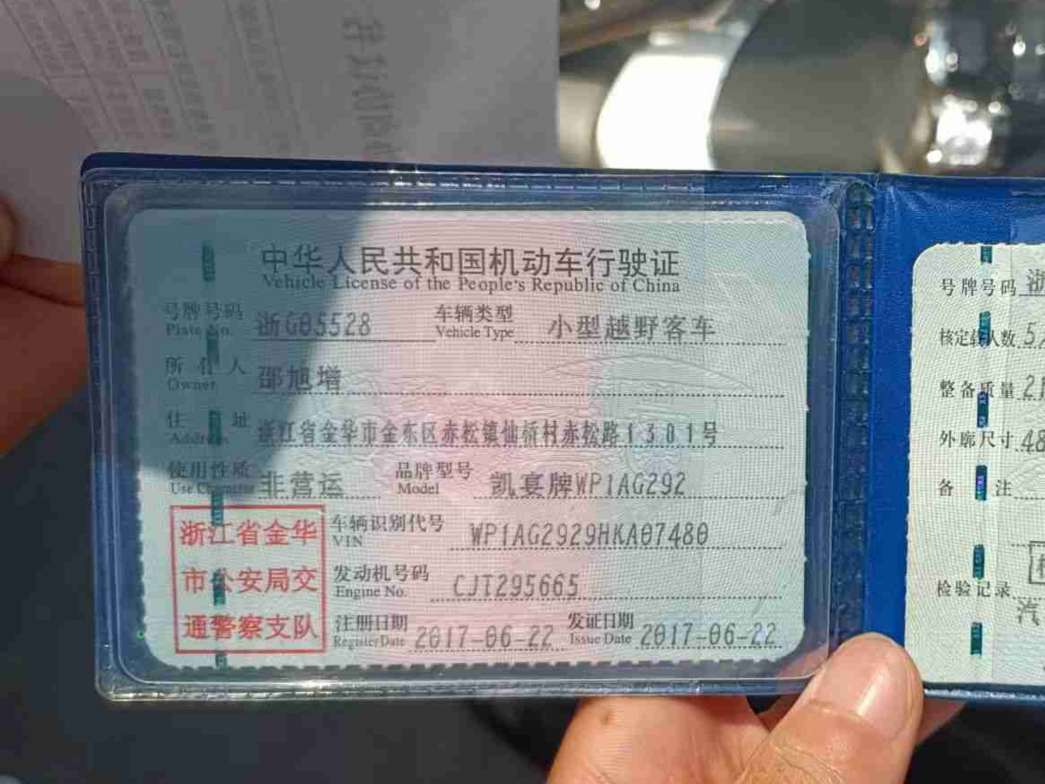 中华人民共和国机动车行驶证
Vehicle License of the People's Republic of China
号牌号码 浙G05528 车辆类型 小型越野客车
Plate No. Vehicle Type
所有人 邵旭增
Owner
住址 浙江省金华市金东区赤松镇仙桥村赤松路1301号
Address
使用性质 非营运 品牌型号 凯宴牌WP1AG292
Use Character Model
浙江省金华
市公安局交
通警察支队
车辆识别代号 WP1AG2929HKA07480
VIN
发动机号码 CJT295665
Engine No.
注册日期 2017-06-22 发证日期 2017-06-22
Register Date Issue Date
号牌号码 浙
核定载人数 5
整备质量 21
外廓尺寸 48
备注
检验记录
汽